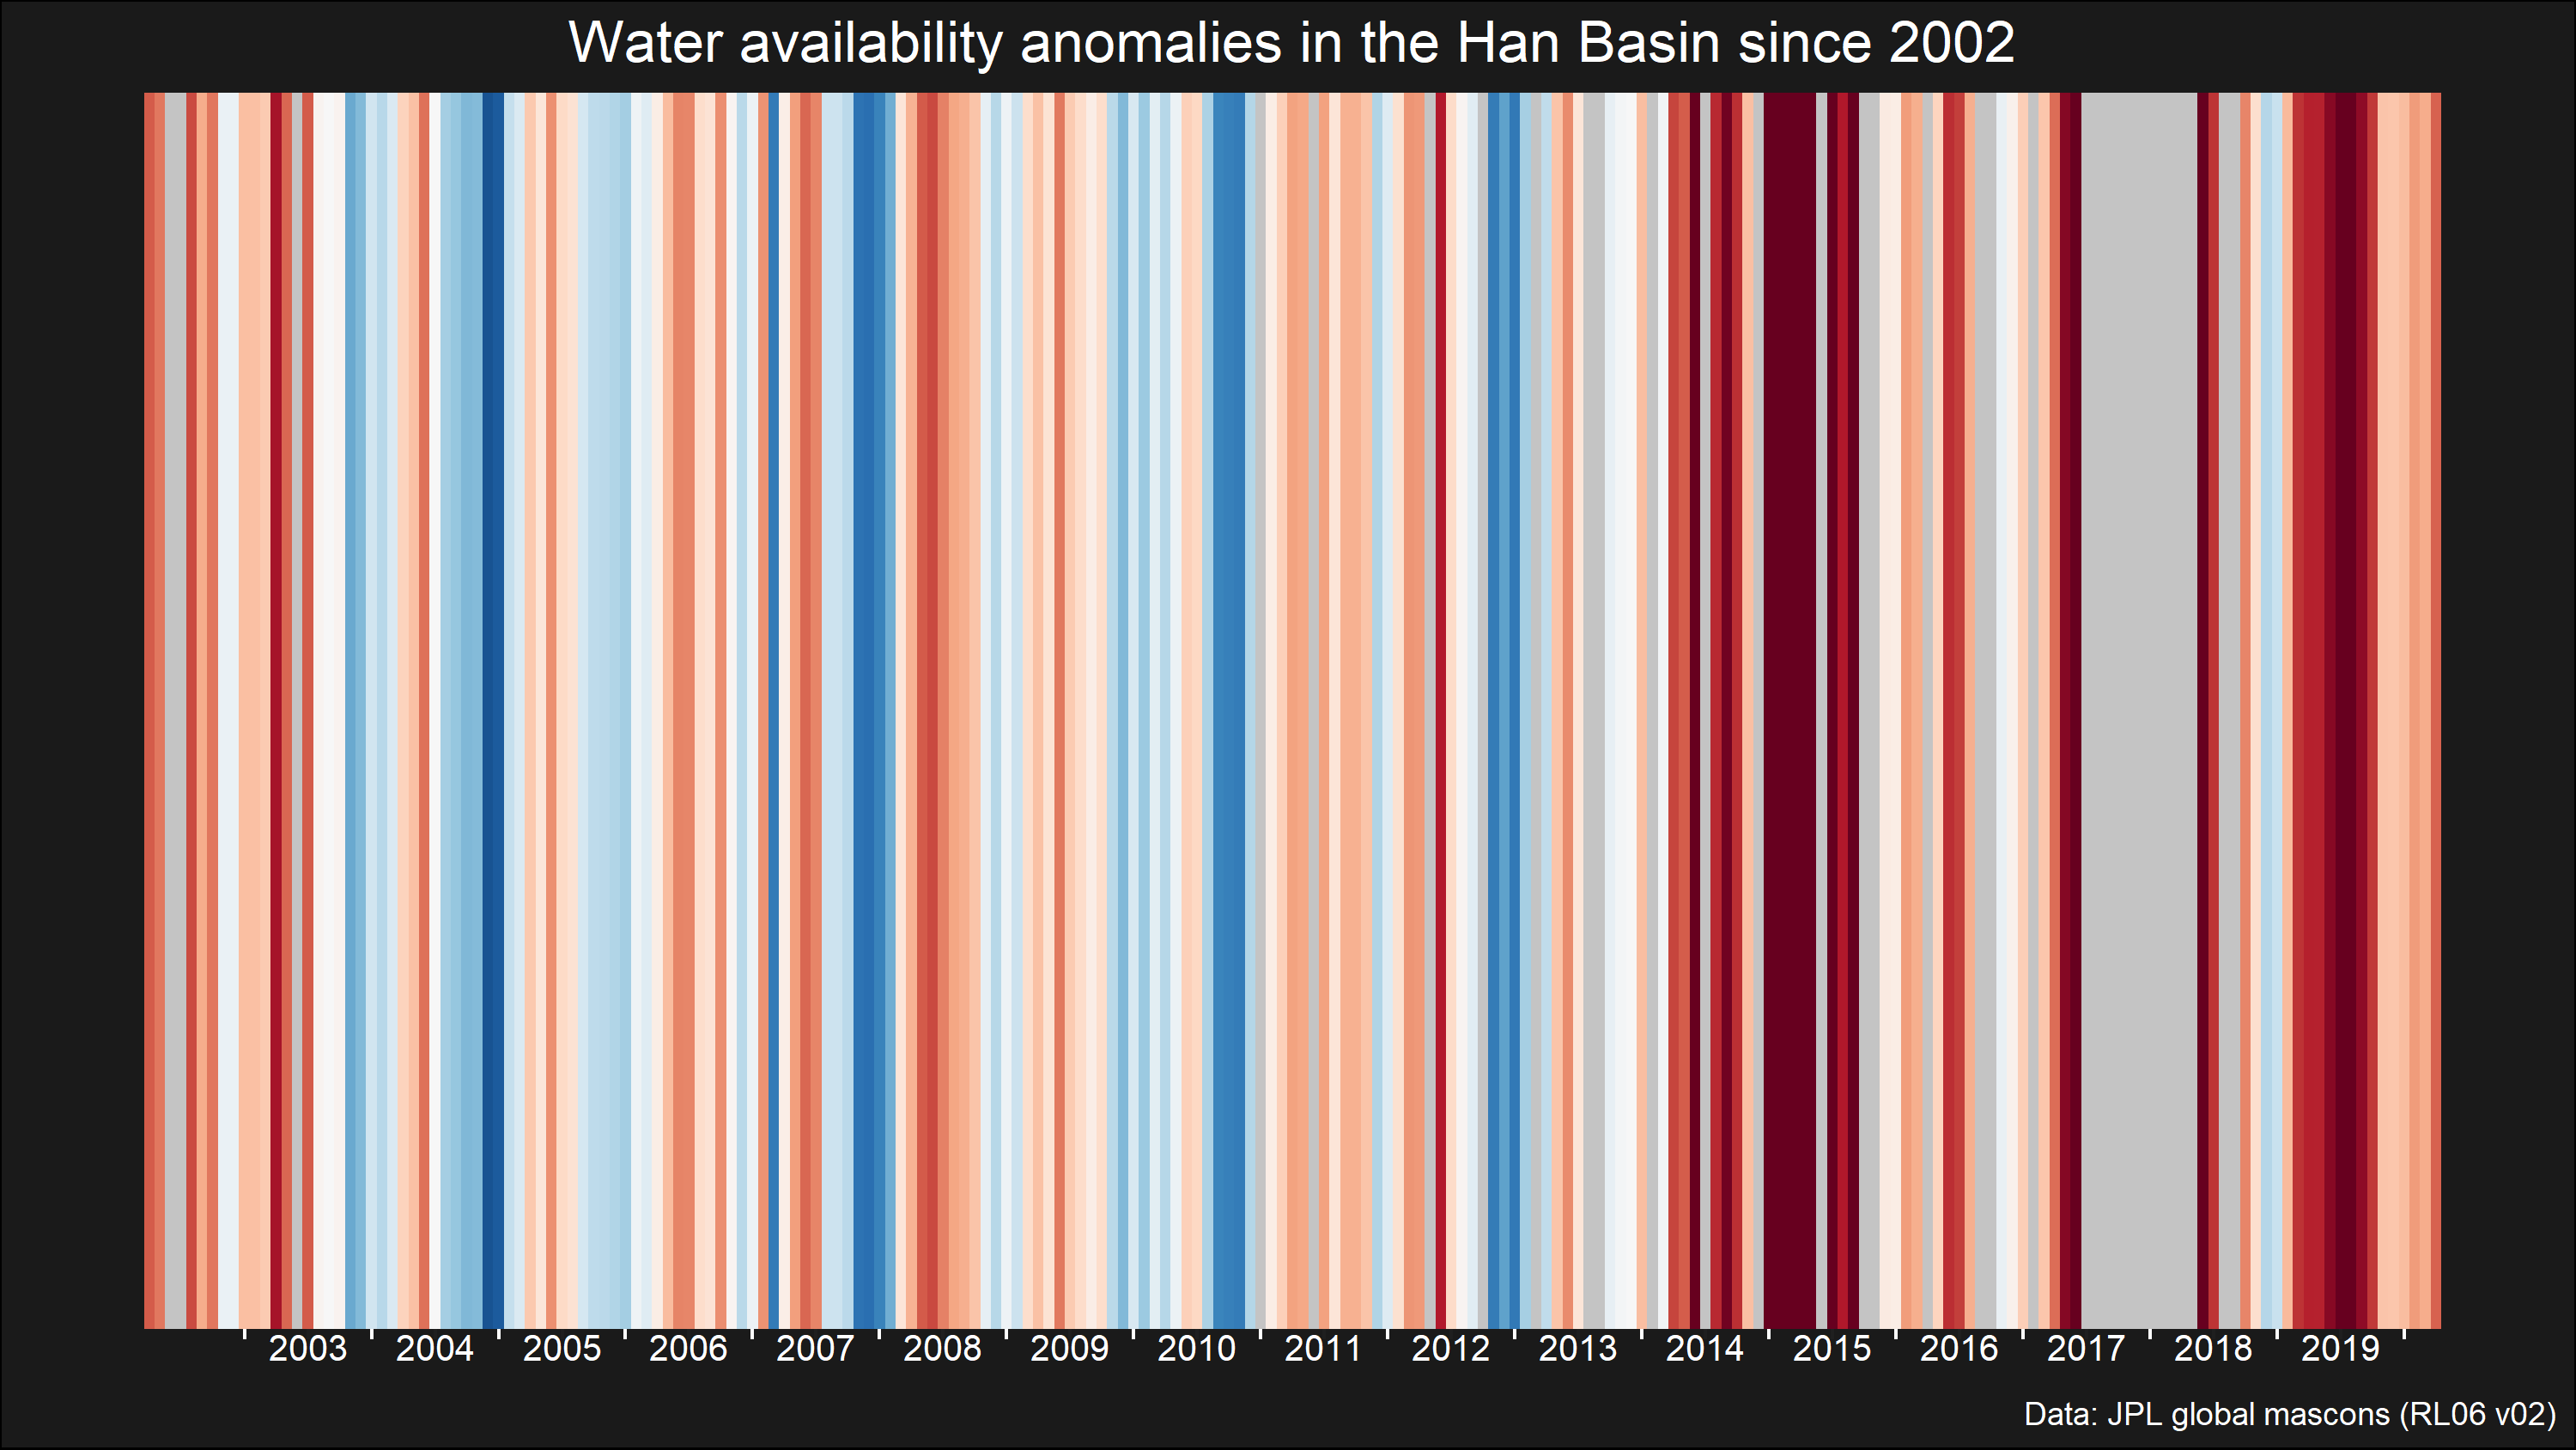 Water availability anomalies in the Han Basin since 2002
2003 2004 2005 2006 2007 2008 2009 2010 2011 2012 2013 2014 2015 2016 2017 2018 2019
Data: JPL global mascons (RL06 v02)